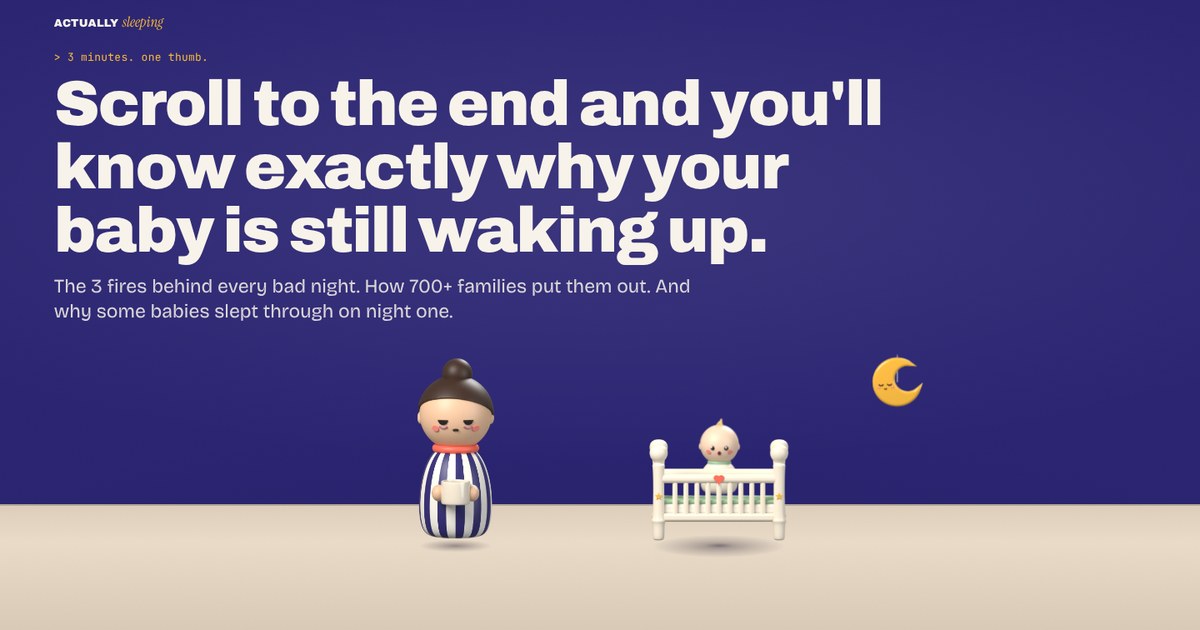 ACTUALLY sleeping
> 3 minutes. one thumb.
Scroll to the end and you'll
know exactly why your
baby is still waking up.
The 3 fires behind every bad night. How 700+ families put them out. And
why some babies slept through on night one.